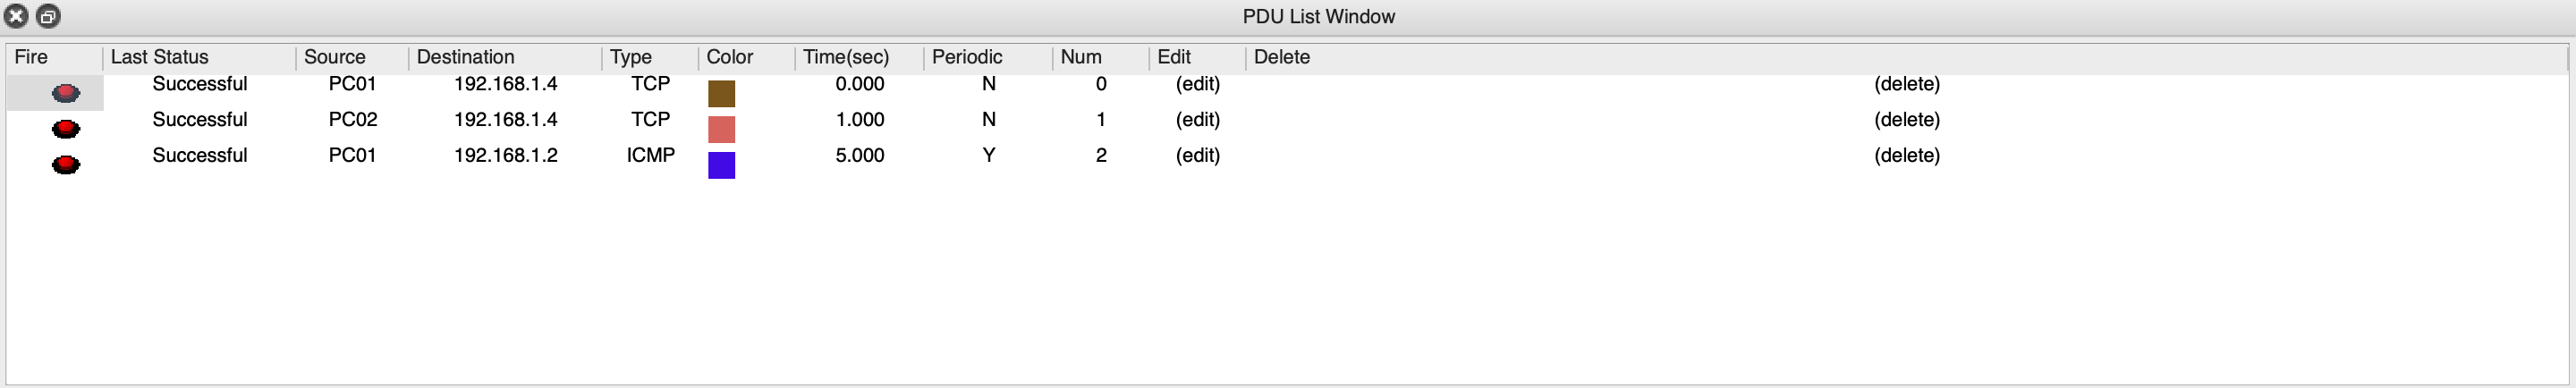 PDU List Window
Fire Last Status Source Destination Type Color Time(sec) Periodic Num Edit Delete
Successful PC01 192.168.1.4 TCP 0.000 N 0 (edit) (delete)
Successful PC02 192.168.1.4 TCP 1.000 N 1 (edit) (delete)
Successful PC01 192.168.1.2 ICMP 5.000 Y 2 (edit) (delete)